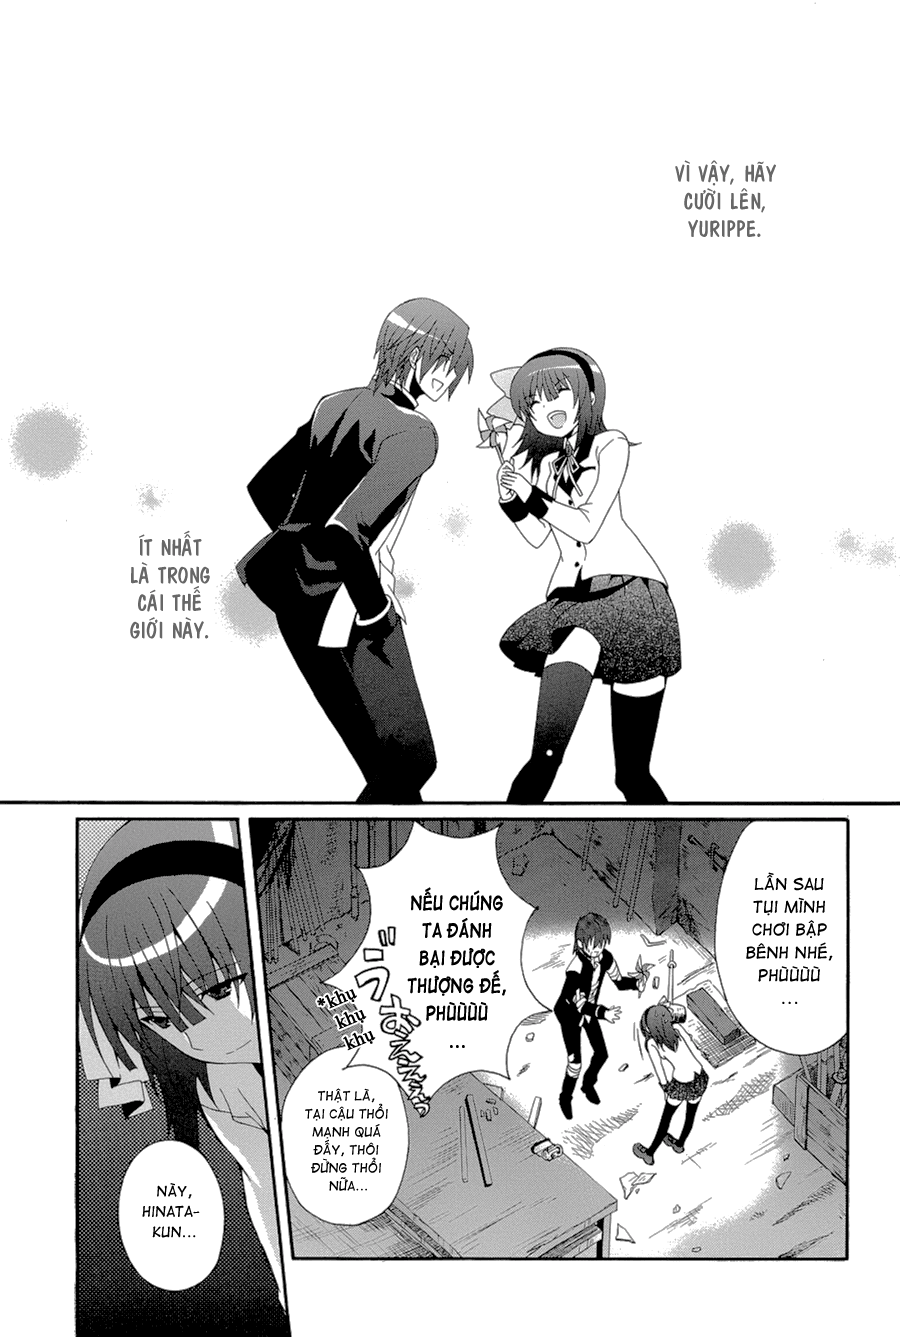 VÌ VẬY, HÃY
CƯỜI LÊN,
YURIPPE.
ÍT NHẤT
LÀ TRONG
CÁI THẾ
GIỚI NÀY.
LẦN SAU
TỤI MÌNH
CHƠI BẬP
BÊNH NHÉ,
PHÙÙÙÙ
...
NẾU CHÚNG
TA ĐÁNH
BẠI ĐƯỢC
THƯỢNG ĐẾ,
PHÙÙÙÙ
...
*khụ
khụ
khụ
THẬT LÀ,
TẠI CẬU THỔI
MẠNH QUÁ
ĐẤY, THÔI
ĐỪNG THỔI
NỮA...
NÀY,
HINATA-
KUN...